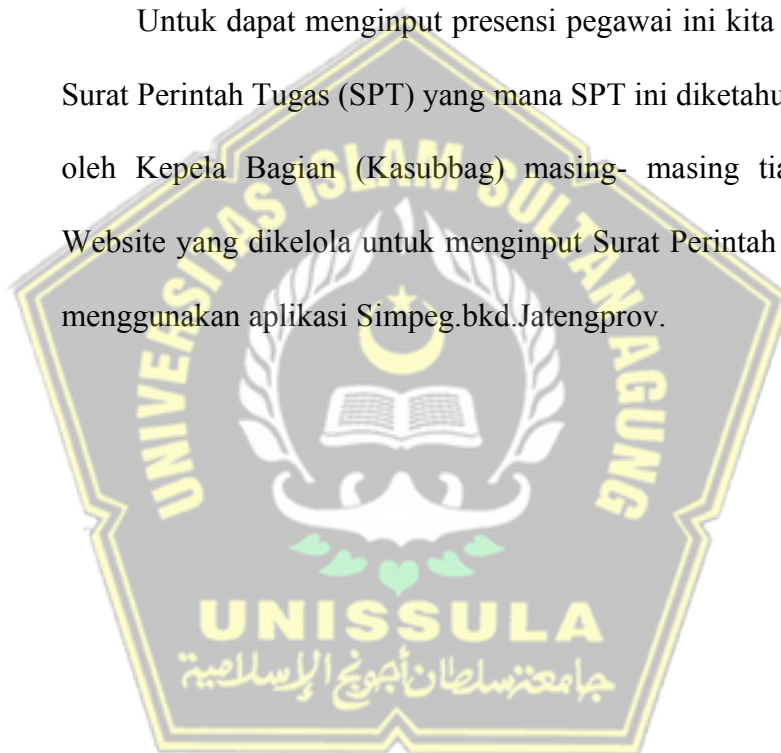 Untuk dapat menginput presensi pegawai ini kita
Surat Perintah Tugas (SPT) yang mana SPT ini diketahu
oleh Kepela Bagian (Kasubbag) masing- masing tia
Website yang dikelola untuk menginput Surat Perintah
menggunakan aplikasi Simpeg.bkd.Jatengprov.
UNIVERSITAS ISLAM SULTAN AGUNG
UNISSULA
جامعة سلطان أجونج الإسلامية